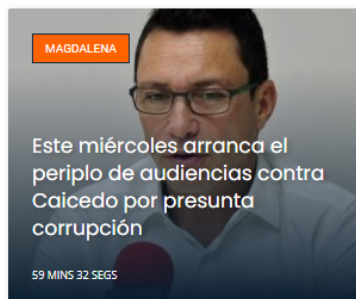 MAGDALENA
Este miércoles arranca el
periplo de audiencias contra
Caicedo por presunta
corrupción
59 MINS 32 SEGS